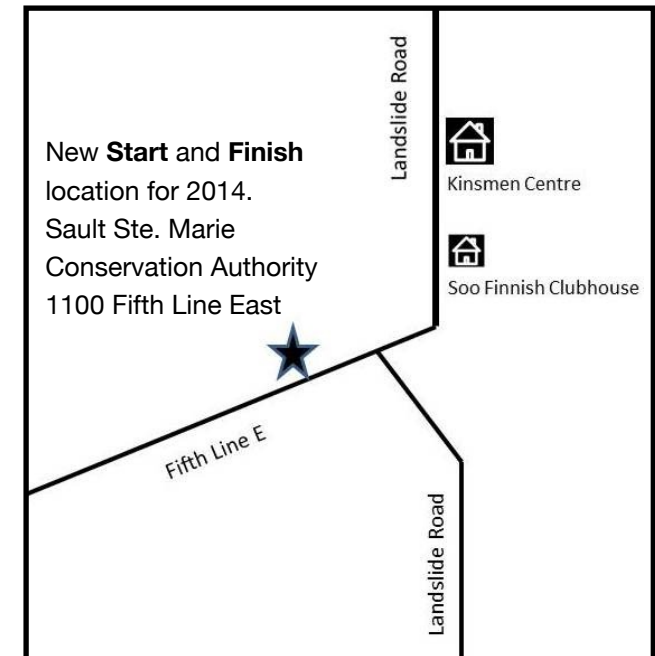 Landslide Road
New Start and Finish
location for 2014.
Sault Ste. Marie
Conservation Authority
1100 Fifth Line East
Kinsmen Centre
Soo Finnish Clubhouse
Fifth Line E
Landslide Road